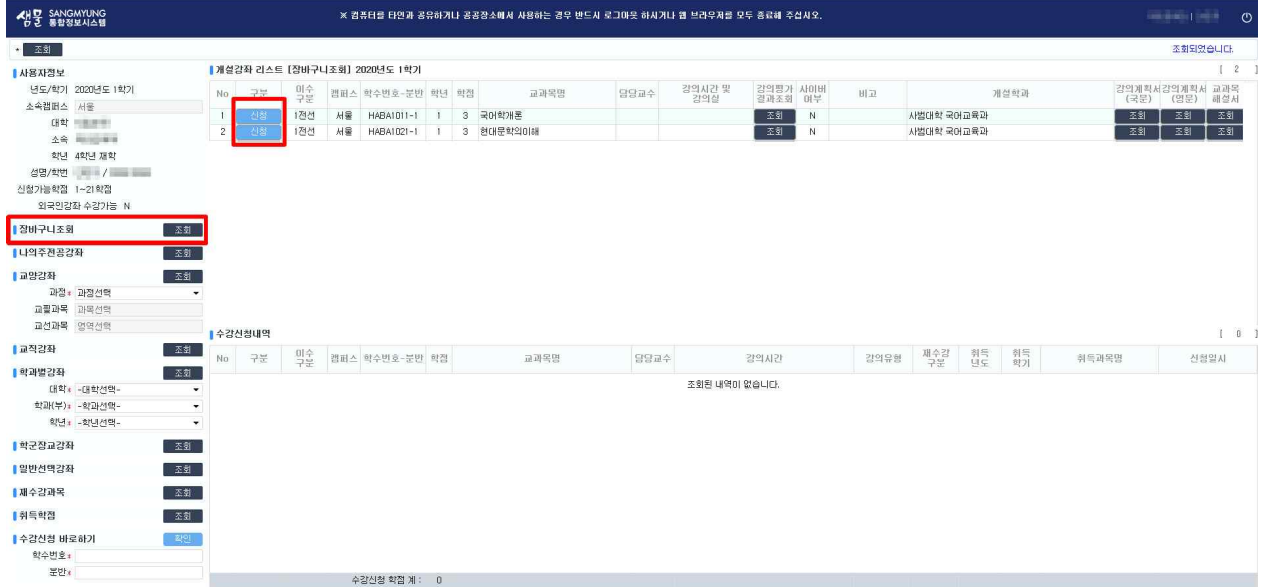 샘물 SANGMYUNG 통합정보시스템
※ 컴퓨터를 타인과 공유하거나 공공장소에서 사용하는 경우 반드시 로그아웃 하시거나 웹 브라우저를 모두 종료해 주십시오.
조회
조회되었습니다.
사용자정보
년도/학기 2020년도 1학기
소속캠퍼스 서울
대학
소속
학년 4학년 재학
성명/학번 /
신청가능학점 1~21학점
외국인강좌 수강가능 N
장바구니조회 조회
나의주전공강좌 조회
교양강좌 조회
과정* 과정선택
교필과목 과목선택
교선과목 영역선택
교직강좌 조회
학과별강좌 조회
대학* -대학선택-
학과(부)* -학과선택-
학년* -학년선택-
학군장교강좌 조회
일반선택강좌 조회
재수강과목 조회
취득학점 조회
수강신청 바로하기 확인
학수번호*
분반*
개설강좌 리스트 [장바구니조회] 2020년도 1학기 [ 2 ]
No 구분 이수구분 캠퍼스 학수번호-분반 학년 학점 교과목명 담당교수 강의시간 및 강의실 강의평가 결과조회 사이버여부 비고 개설학과 강의계획서(국문) 강의계획서(영문) 교과목해설서
1 신청 1전선 서울 HABA1011-1 1 3 국어학개론 조회 N 사범대학 국어교육과 조회 조회 조회
2 신청 1전선 서울 HABA1021-1 1 3 현대문학의이해 조회 N 사범대학 국어교육과 조회 조회 조회
수강신청내역 [ 0 ]
No 구분 이수구분 캠퍼스 학수번호-분반 학점 교과목명 담당교수 강의시간 강의유형 재수강구분 취득년도 취득학기 취득과목명 신청일시
조회된 내역이 없습니다.
수강신청 학점 계 : 0